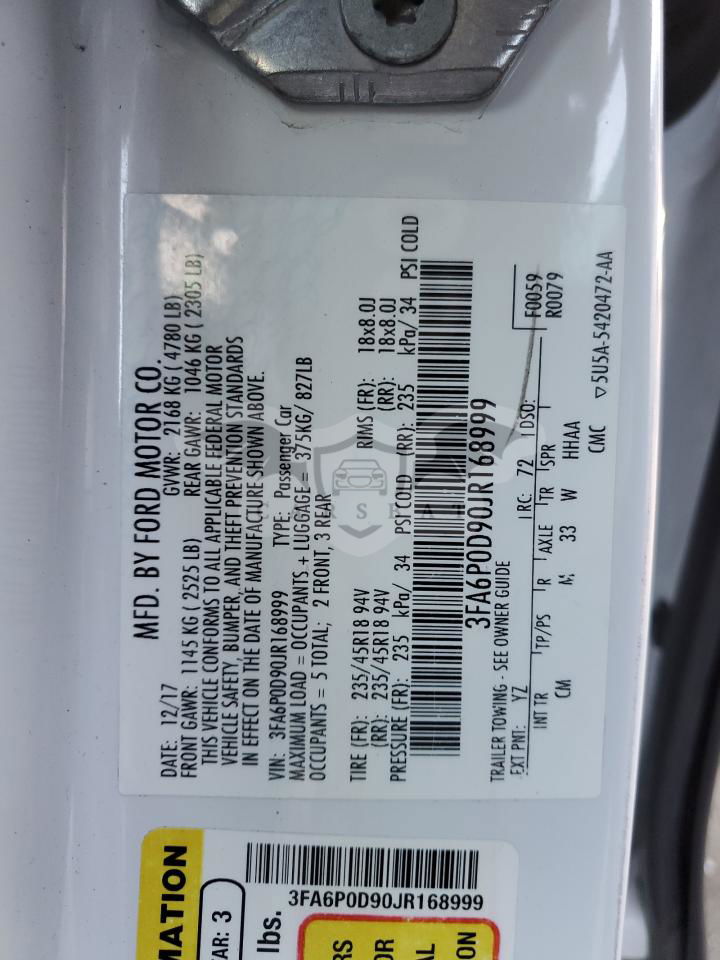 MFD. BY FORD MOTOR CO.
DATE: 12/17 GVWR: 2168 KG ( 4780 LB)
FRONT GAWR: 1145 KG (2525 LB) REAR GAWR: 1046 KG ( 2305 LB)
THIS VEHICLE CONFORMS TO ALL APPLICABLE FEDERAL MOTOR
VEHICLE SAFETY, BUMPER, AND THEFT PREVENTION STANDARDS
IN EFFECT ON THE DATE OF MANUFACTURE SHOWN ABOVE.
VIN: 3FA6P0D90JR168999 TYPE: Passenger Car
MAXIMUM LOAD = OCCUPANTS + LUGGAGE = 375KG/ 827LB
OCCUPANTS = 5 TOTAL; 2 FRONT, 3 REAR
TIRE (FR): 235/45R18 94V RIMS (FR): 18x8.0J
(RR): 235/45R18 94V (RR): 18x8.0J
PRESSURE (FR): 235 kPa/ 34 PSI COLD (RR): 235 kPa/ 34 PSI COLD
3FA6P0D90JR168999
TRAILER TOWING - SEE OWNER GUIDE
F0059
EXT PNT: YZ RC: 72 DSO: R0079
INT TR TP/PS R AXLE TR SPR
CM M 33 W HHAA
CMC ▽5U5A-5420472-AA
MATION
AR: 3
lbs.
3FA6P0D90JR168999
RS
OR
AL
ON